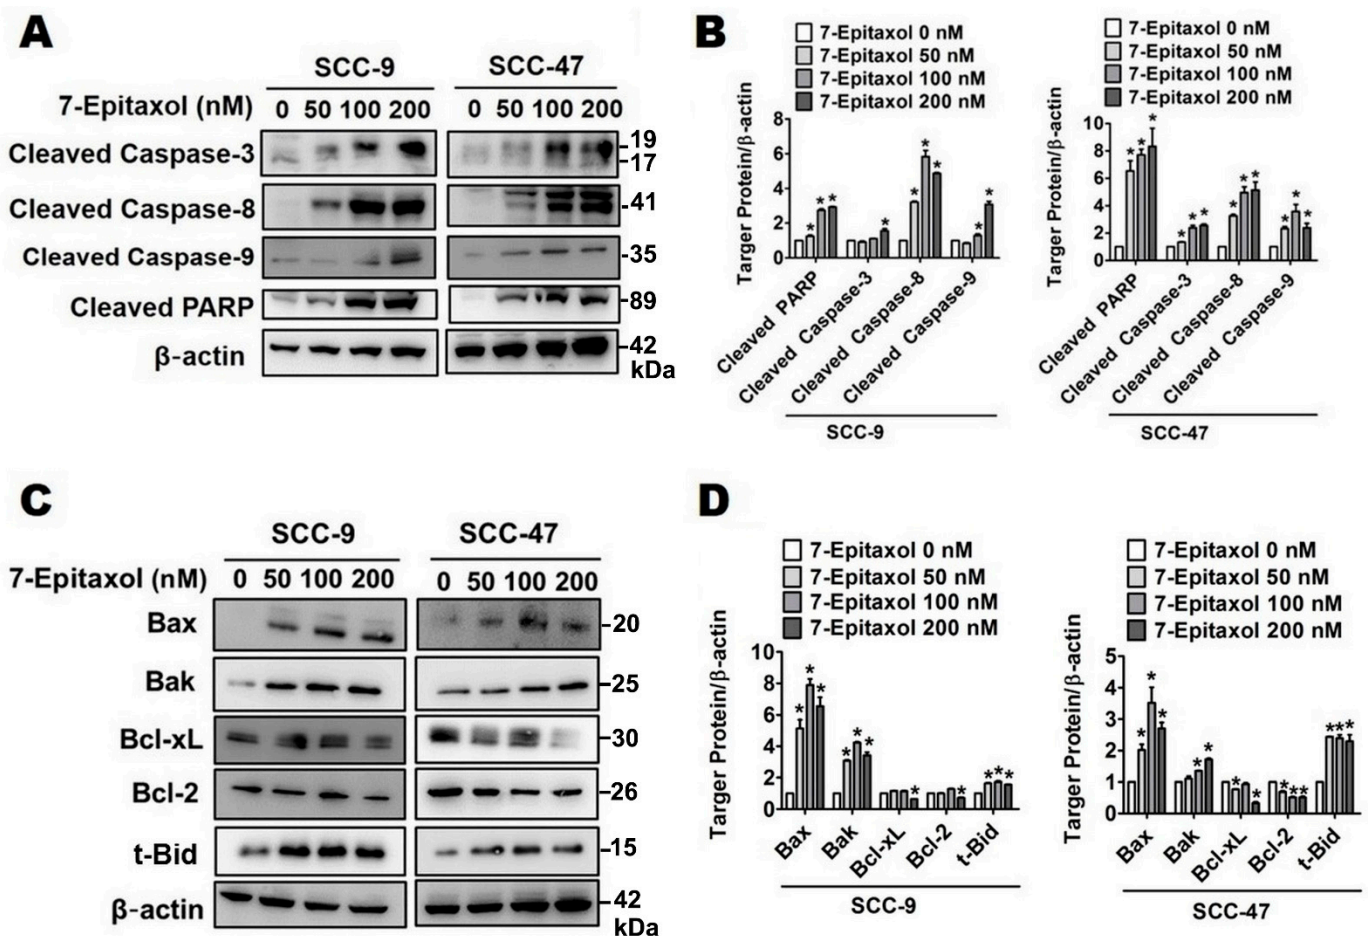 A
SCC-9 SCC-47
7-Epitaxol (nM) 0 50 100 200 0 50 100 200
Cleaved Caspase-3 -19
-17
Cleaved Caspase-8 -41
Cleaved Caspase-9 -35
Cleaved PARP -89
β-actin -42
kDa
B
7-Epitaxol 0 nM
7-Epitaxol 50 nM
7-Epitaxol 100 nM
7-Epitaxol 200 nM
Targer Protein/β-actin
8
6
4
2
0
* * * * * * * * *
Cleaved PARP
Cleaved Caspase-3
Cleaved Caspase-8
Cleaved Caspase-9
SCC-9
7-Epitaxol 0 nM
7-Epitaxol 50 nM
7-Epitaxol 100 nM
7-Epitaxol 200 nM
Targer Protein/β-actin
10
8
6
4
2
0
* * * * * * * * * * * *
Cleaved PARP
Cleaved Caspase-3
Cleaved Caspase-8
Cleaved Caspase-9
SCC-47
C
SCC-9 SCC-47
7-Epitaxol (nM) 0 50 100 200 0 50 100 200
Bax -20
Bak -25
Bcl-xL -30
Bcl-2 -26
t-Bid -15
β-actin -42
kDa
D
7-Epitaxol 0 nM
7-Epitaxol 50 nM
7-Epitaxol 100 nM
7-Epitaxol 200 nM
Targer Protein/β-actin
10
8
6
4
2
0
* * * * * * * * * * *
Bax
Bak
Bcl-xL
Bcl-2
t-Bid
SCC-9
7-Epitaxol 0 nM
7-Epitaxol 50 nM
7-Epitaxol 100 nM
7-Epitaxol 200 nM
Targer Protein/β-actin
5
4
3
2
1
0
* * * * * * * * * * * * *
Bax
Bak
Bcl-xL
Bcl-2
t-Bid
SCC-47